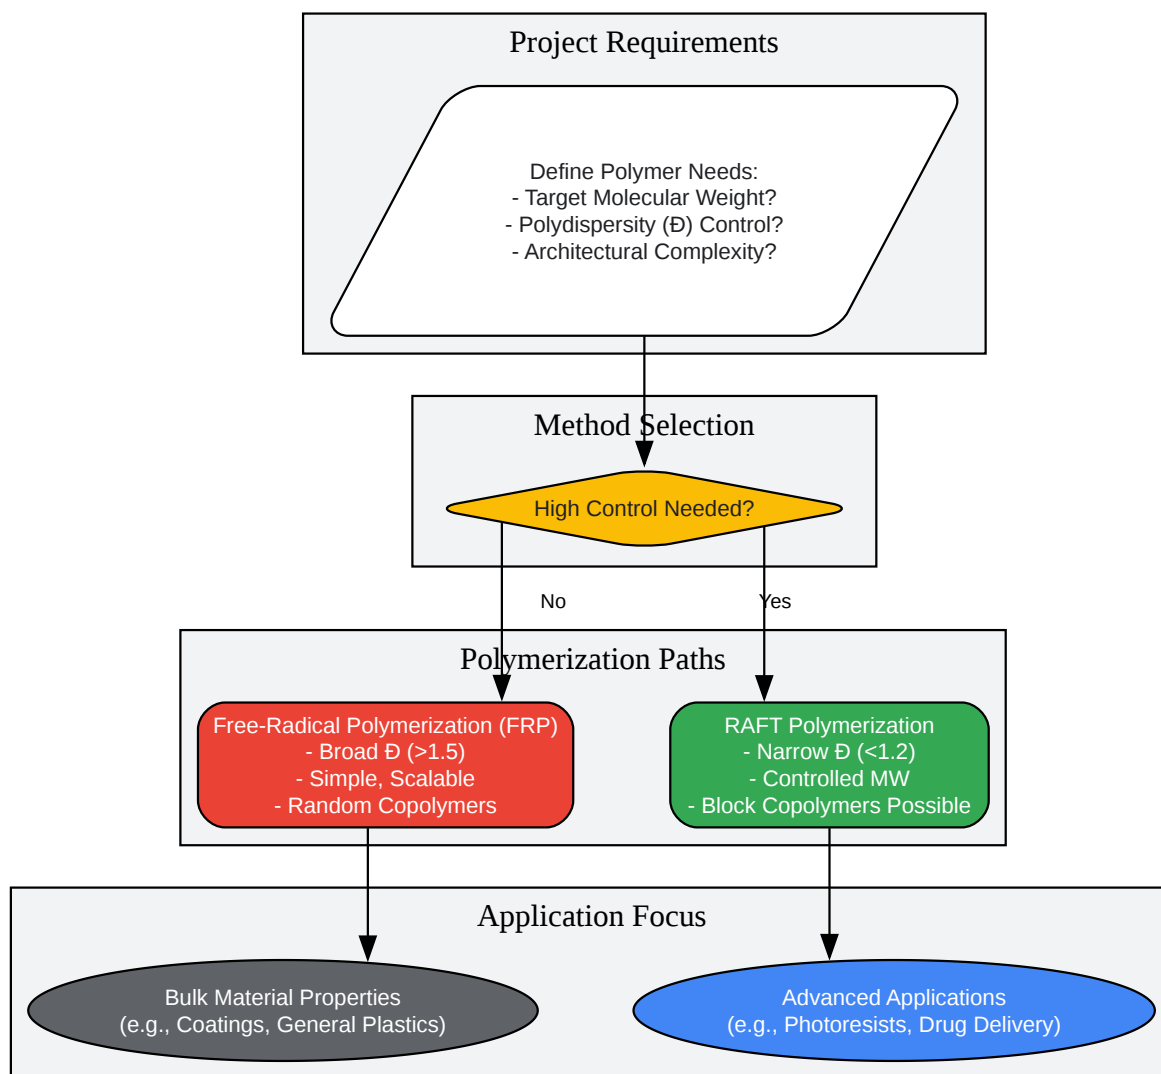 Project Requirements
Define Polymer Needs:
- Target Molecular Weight?
- Polydispersity (Đ) Control?
- Architectural Complexity?
Method Selection
High Control Needed?
No
Yes
Polymerization Paths
Free-Radical Polymerization (FRP)
- Broad Đ (>1.5)
- Simple, Scalable
- Random Copolymers
RAFT Polymerization
- Narrow Đ (<1.2)
- Controlled MW
- Block Copolymers Possible
Application Focus
Bulk Material Properties
(e.g., Coatings, General Plastics)
Advanced Applications
(e.g., Photoresists, Drug Delivery)